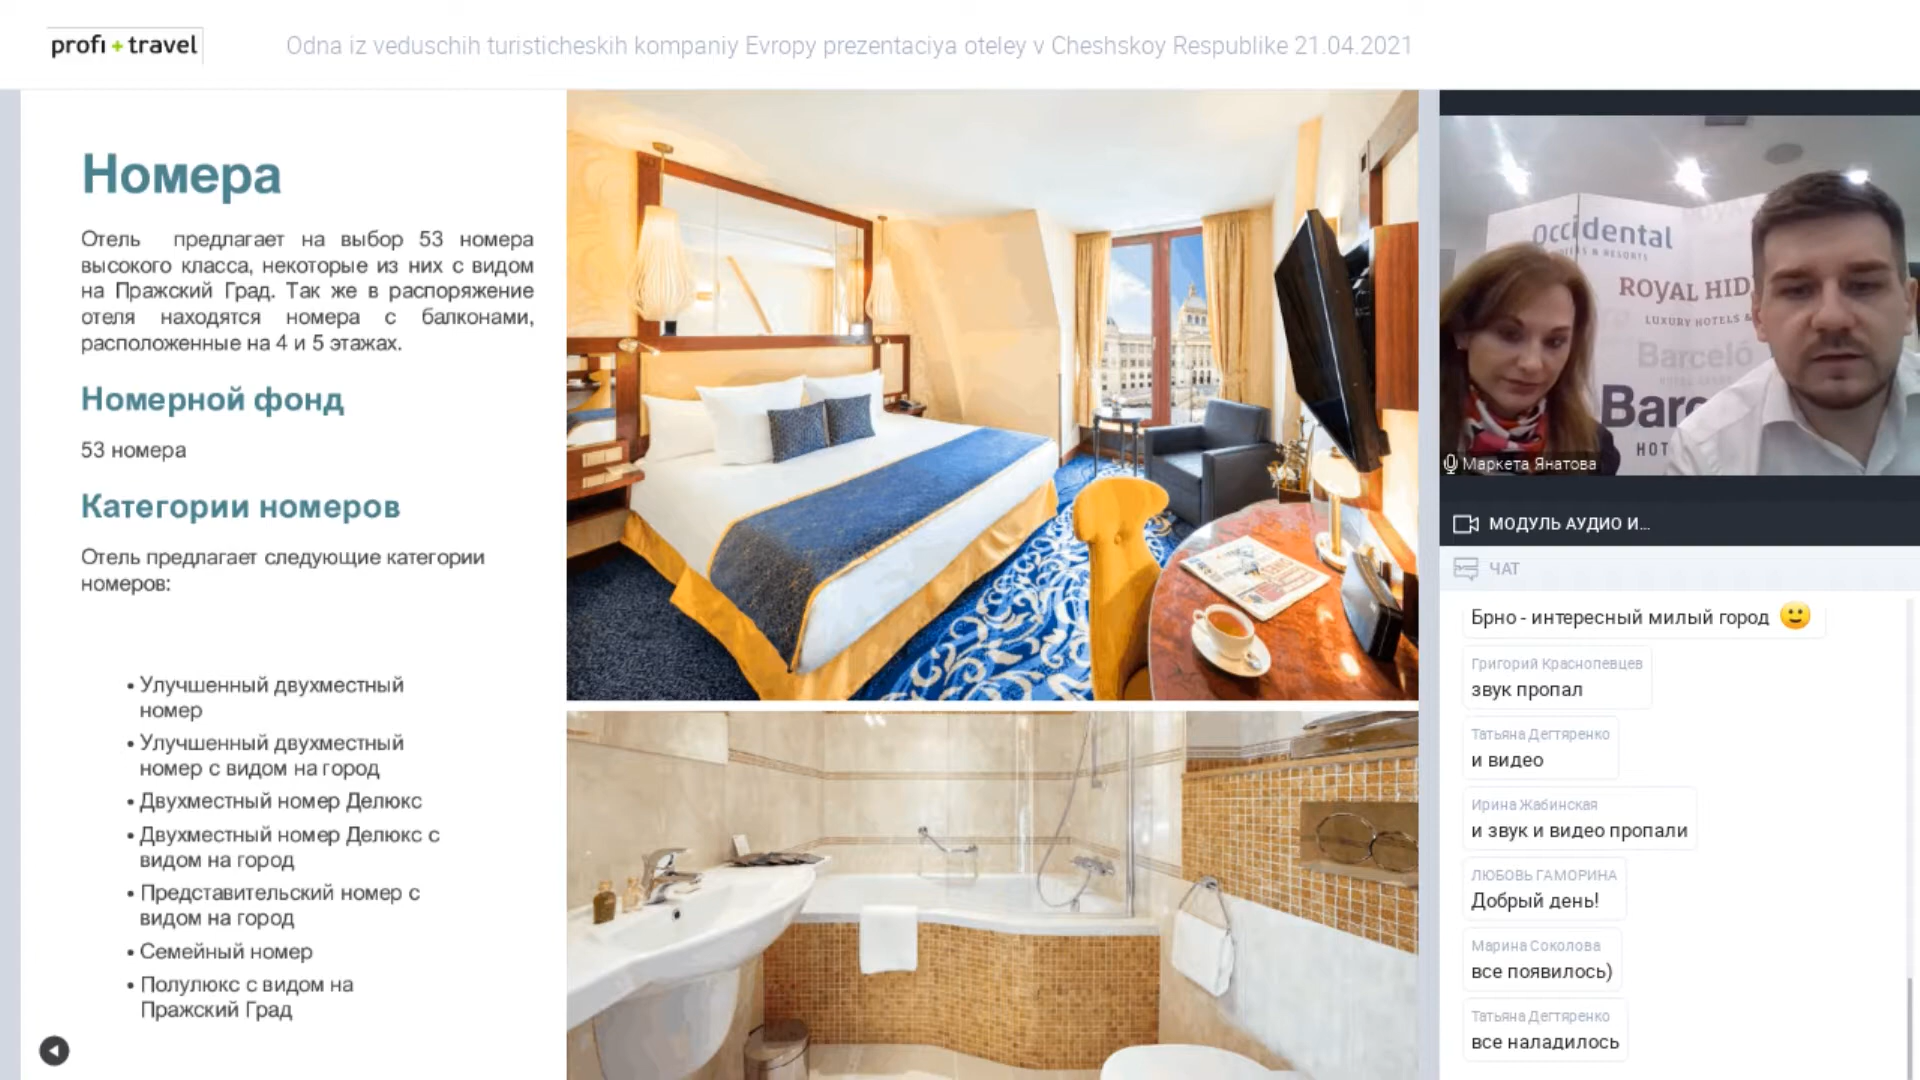 profi + travel
Odna iz veduschih turisticheskih kompaniy Evropy prezentaciya oteley v Cheshskoy Respublike 21.04.2021
Номера
Отель предлагает на выбор 53 номера
высокого класса, некоторые из них с видом
на Пражский Град. Так же в распоряжение
отеля находятся номера с балконами,
расположенные на 4 и 5 этажах.
Номерной фонд
53 номера
Категории номеров
Отель предлагает следующие категории
номеров:
• Улучшенный двухместный
номер
• Улучшенный двухместный
номер с видом на город
• Двухместный номер Делюкс
• Двухместный номер Делюкс с
видом на город
• Представительский номер с
видом на город
• Семейный номер
• Полулюкс с видом на
Пражский Град
Occidental
HOTELS & RESORTS
ROYAL HID
LUXURY HOTELS &
Barceló
Barc
HOT
Маркета Янатова
МОДУЛЬ АУДИО И...
ЧАТ
Брно - интересный милый город
Григорий Краснопевцев
звук пропал
Татьяна Дегтяренко
и видео
Ирина Жабинская
и звук и видео пропали
ЛЮБОВЬ ГАМОРИНА
Добрый день!
Марина Соколова
все появилось)
Татьяна Дегтяренко
все наладилось